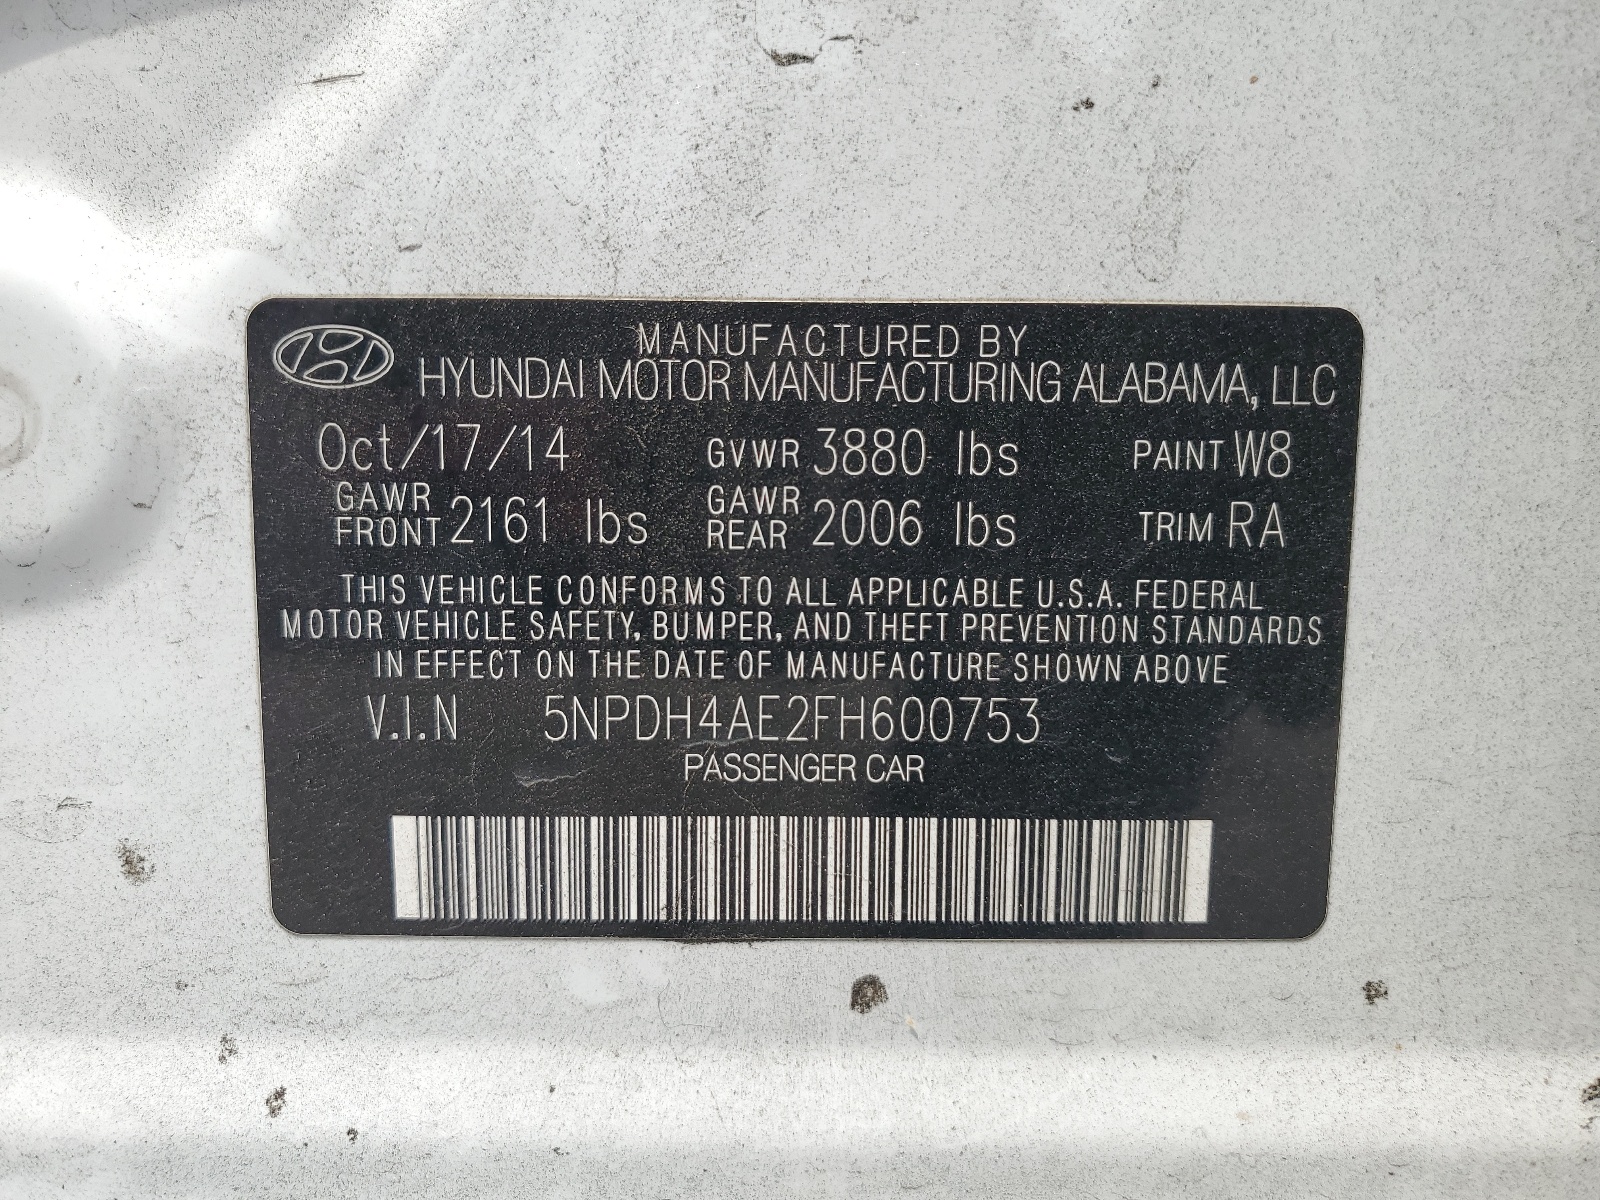 MANUFACTURED BY
HYUNDAI MOTOR MANUFACTURING ALABAMA, LLC
Oct/17/14 GVWR 3880 lbs PAINT W8
GAWR FRONT 2161 lbs GAWR REAR 2006 lbs TRIM RA
THIS VEHICLE CONFORMS TO ALL APPLICABLE U.S.A. FEDERAL
MOTOR VEHICLE SAFETY, BUMPER, AND THEFT PREVENTION STANDARDS
IN EFFECT ON THE DATE OF MANUFACTURE SHOWN ABOVE
V.I.N 5NPDH4AE2FH600753
PASSENGER CAR